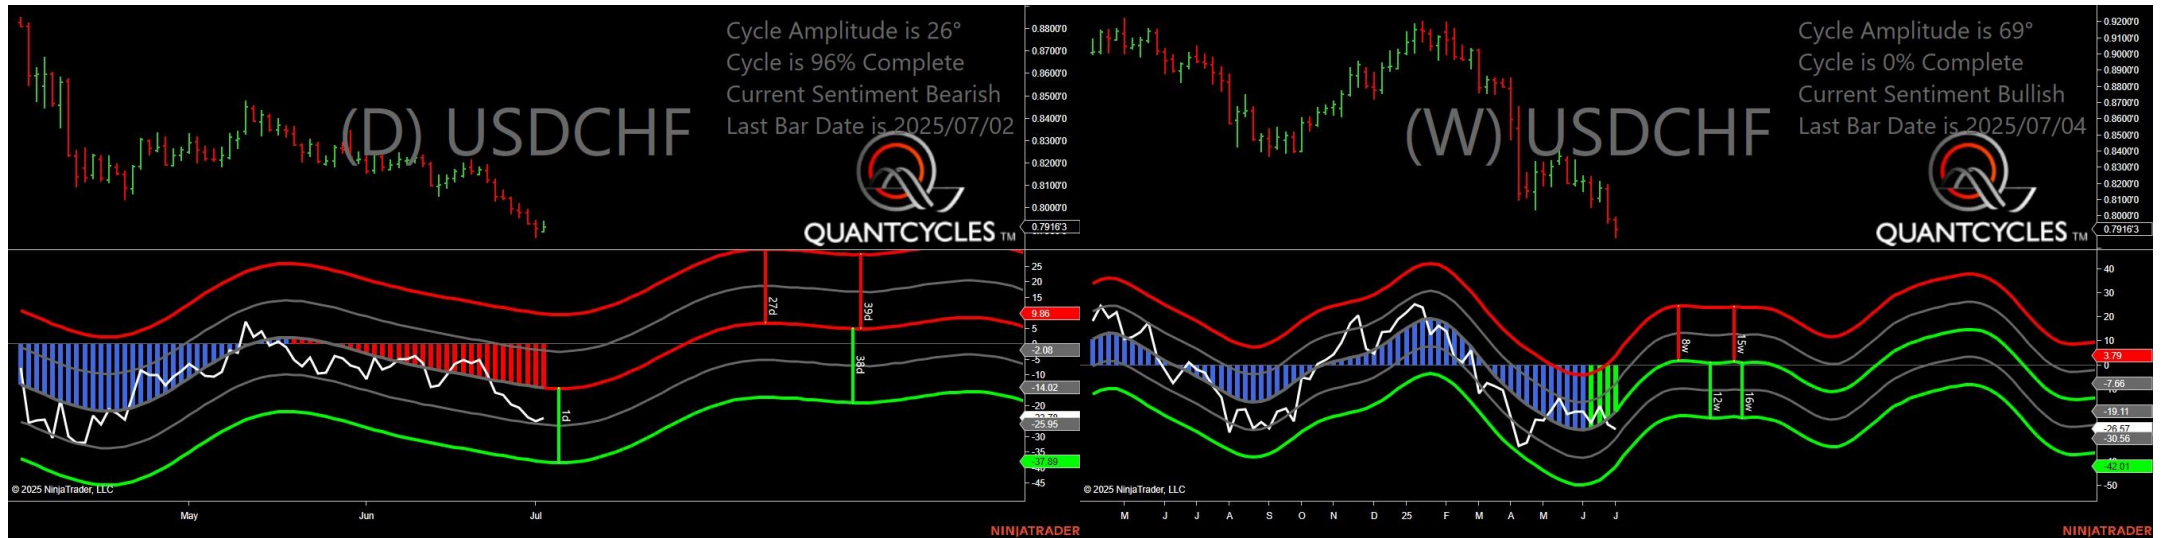 Cycle Amplitude is 26°
Cycle is 96% Complete
Current Sentiment Bearish
Last Bar Date is 2025/07/02
(D) USDCHF
QUANTCYCLES TM
0.8800'0
0.8700'0
0.8600'0
0.8500'0
0.8400'0
0.8300'0
0.8200'0
0.8100'0
0.8000'0
0.7916'3
25
20
15
9.86
5
0
-2.08
-5
-10
-14.02
-20
-25.95
-30
-35
-37.89
-40
-45
27d
39d
38d
1d
© 2025 NinjaTrader, LLC
May
Jun
Jul
NINJATRADER
Cycle Amplitude is 69°
Cycle is 0% Complete
Current Sentiment Bullish
Last Bar Date is 2025/07/04
(W) USDCHF
QUANTCYCLES TM
0.9200'0
0.9100'0
0.9000'0
0.8900'0
0.8800'0
0.8700'0
0.8600'0
0.8500'0
0.8400'0
0.8300'0
0.8200'0
0.8100'0
0.8000'0
0.7916'3
40
30
20
10
3.79
0
-7.66
-19.11
-26.57
-30.56
-42.01
-50
8w
15w
12w
16w
© 2025 NinjaTrader, LLC
M
J
J
A
S
O
N
D
25
F
M
A
M
J
J
NINJATRADER